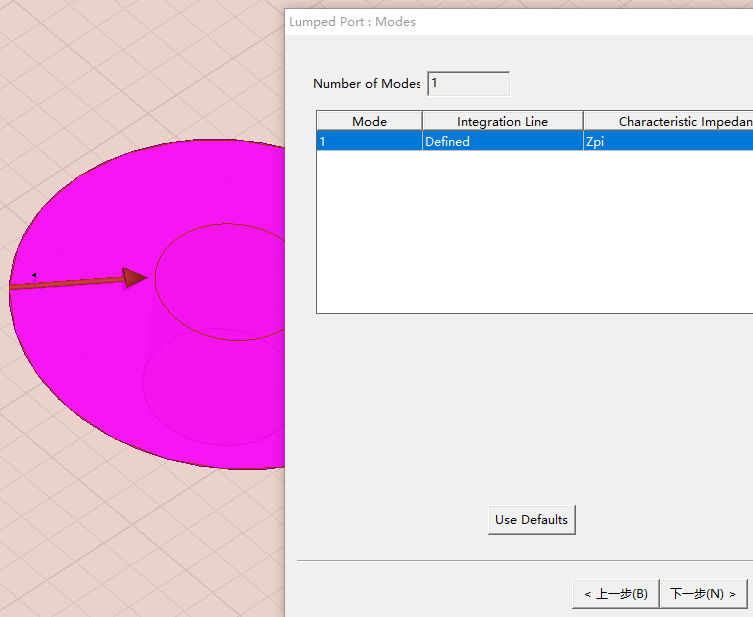 Lumped Port : Modes
Number of Modes 1
Mode Integration Line Characteristic Impedan
1 Defined Zpi
1
Use Defaults
< 上一步(B) 下一步(N) >